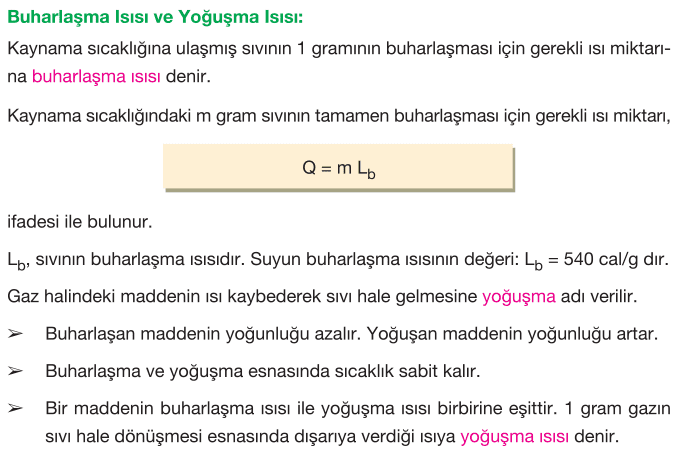 Buharlaşma Isısı ve Yoğuşma Isısı:
Kaynama sıcaklığına ulaşmış sıvının 1 gramının buharlaşması için gerekli ısı miktarı-
na buharlaşma ısısı denir.
Kaynama sıcaklığındaki m gram sıvının tamamen buharlaşması için gerekli ısı miktarı,
Q = m L_b
ifadesi ile bulunur.
L_b, sıvının buharlaşma ısısıdır. Suyun buharlaşma ısısının değeri: L_b = 540 cal/g dır.
Gaz halindeki maddenin ısı kaybederek sıvı hale gelmesine yoğuşma adı verilir.
➢ Buharlaşan maddenin yoğunluğu azalır. Yoğuşan maddenin yoğunluğu artar.
➢ Buharlaşma ve yoğuşma esnasında sıcaklık sabit kalır.
➢ Bir maddenin buharlaşma ısısı ile yoğuşma ısısı birbirine eşittir. 1 gram gazın
sıvı hale dönüşmesi esnasında dışarıya verdiği ısıya yoğuşma ısısı denir.